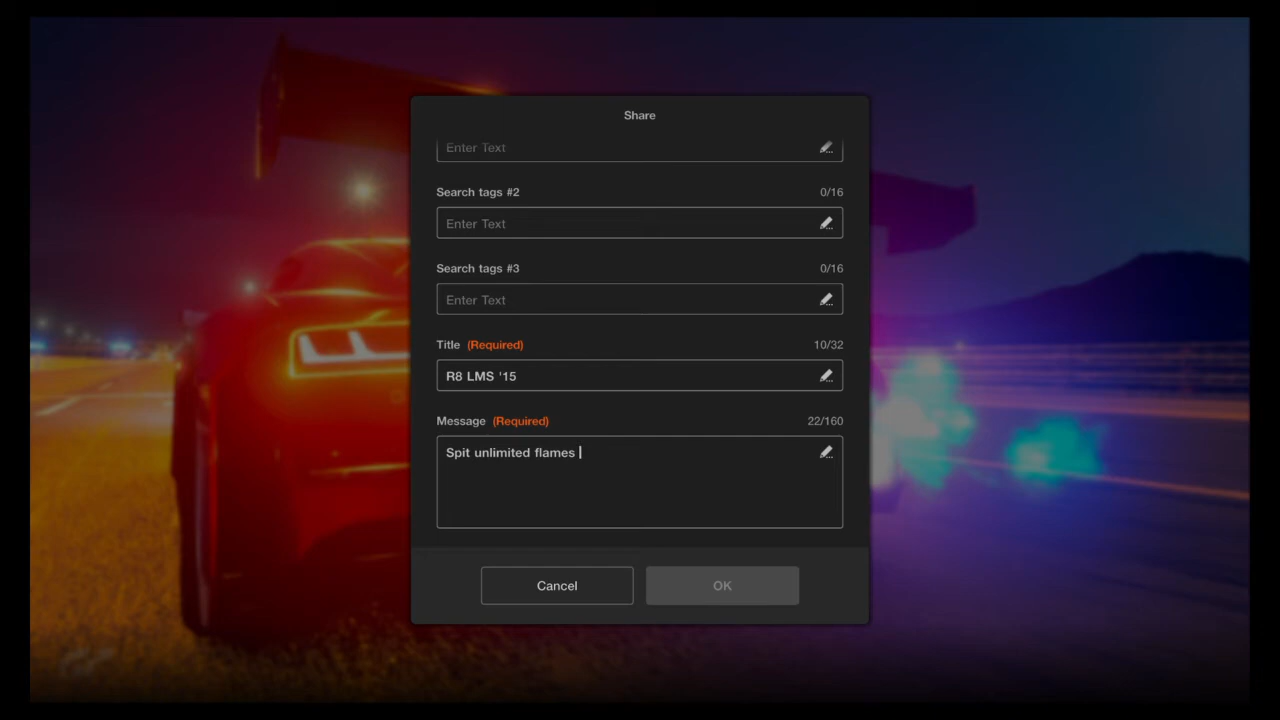 Share
Enter Text
Search tags #2 0/16
Enter Text
Search tags #3 0/16
Enter Text
Title (Required) 10/32
R8 LMS '15
Message (Required) 22/160
Spit unlimited flames
Cancel OK